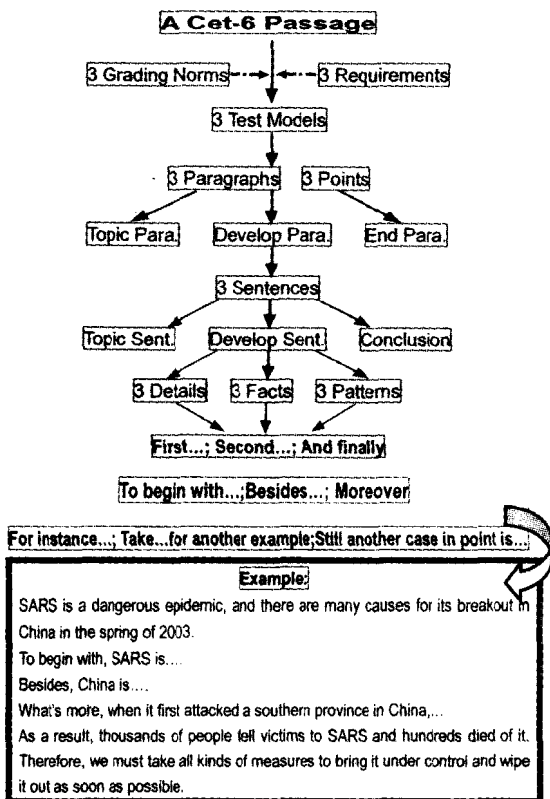 A Cet-6 Passage
3 Grading Norms 3 Requirements
3 Test Models
3 Paragraphs 3 Points
Topic Para. Develop Para. End Para.
3 Sentences
Topic Sent. Develop Sent. Conclusion
3 Details 3 Facts 3 Patterns
First...; Second...; And finally
To begin with...;Besides...; Moreover
For instance...; Take...for another example;Still another case in point is...
Example:
SARS is a dangerous epidemic, and there are many causes for its breakout in
China in the spring of 2003.
To begin with, SARS is....
Besides, China is....
What's more, when it first attacked a southern province in China,...
As a result, thousands of people fell victims to SARS and hundreds died of it.
Therefore, we must take all kinds of measures to bring it under control and wipe
it out as soon as possible.